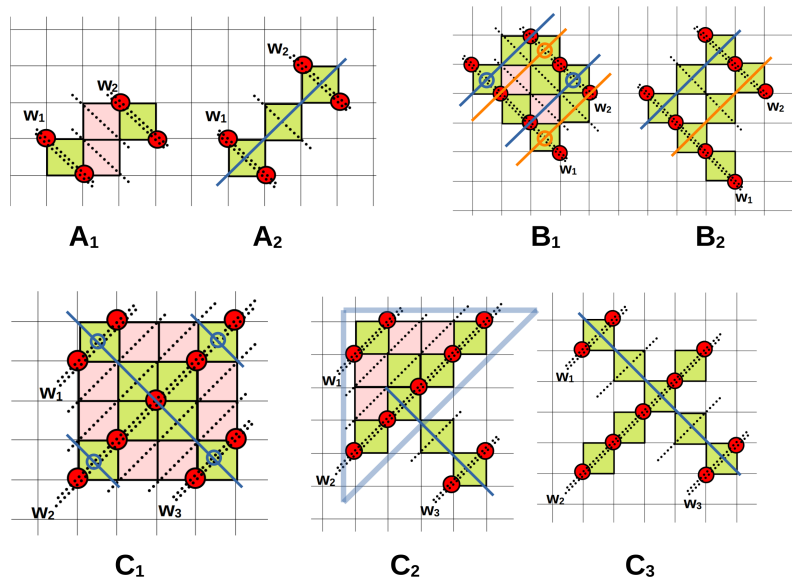 w₂ w₂
w₁ w₁
w₂ w₂
w₁ w₁
A₁ A₂ B₁ B₂
w₁ w₁ w₁
w₂ w₃ w₂ w₃ w₂ w₃
C₁ C₂ C₃